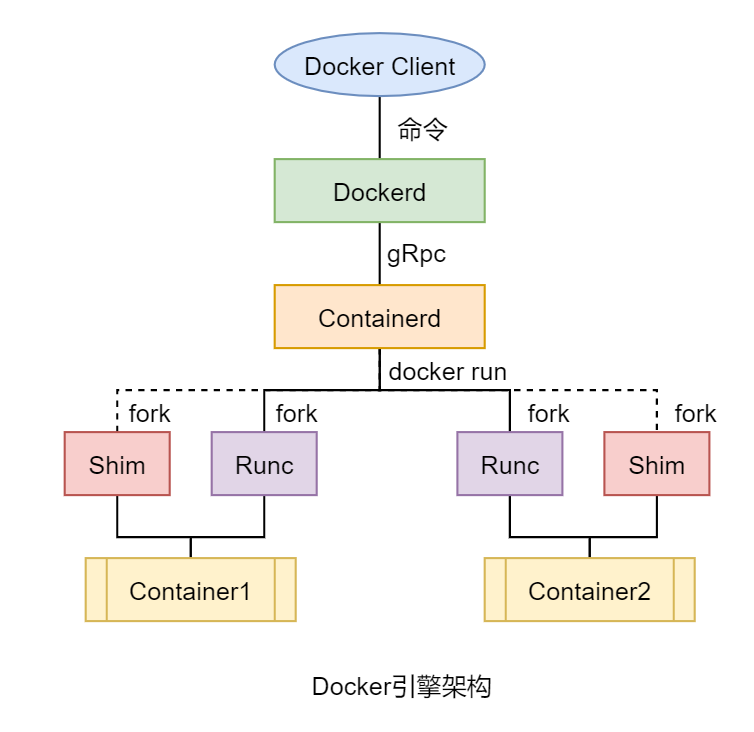 Docker Client
命令
Dockerd
gRpc
Containerd
docker run
fork
fork
fork
fork
Shim
Runc
Runc
Shim
Container1
Container2
Docker引擎架构